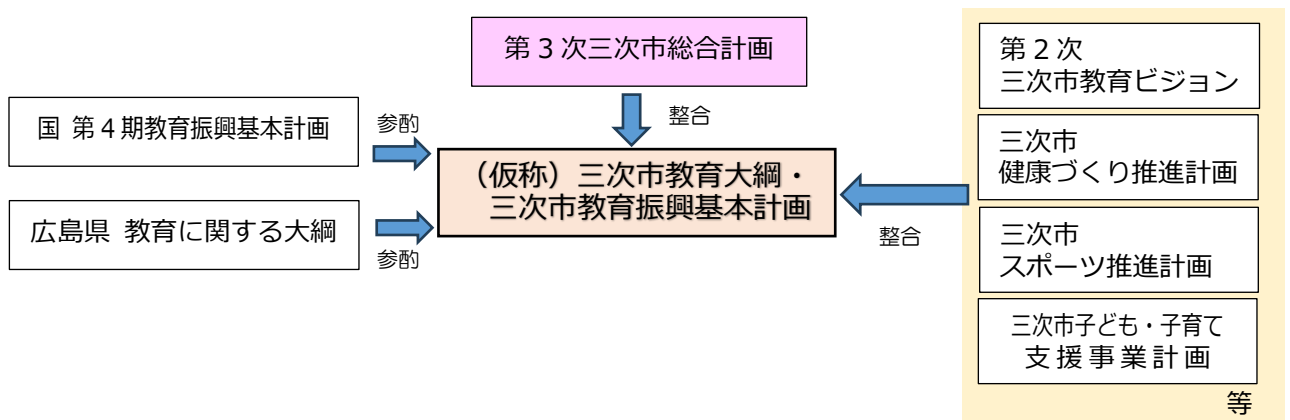 第3次三次市総合計画
整合
国 第4期教育振興基本計画
参酌
広島県 教育に関する大綱
参酌
（仮称）三次市教育大綱・
三次市教育振興基本計画
整合
第2次
三次市教育ビジョン
三次市
健康づくり推進計画
三次市
スポーツ推進計画
三次市子ども・子育て
支援事業計画
等